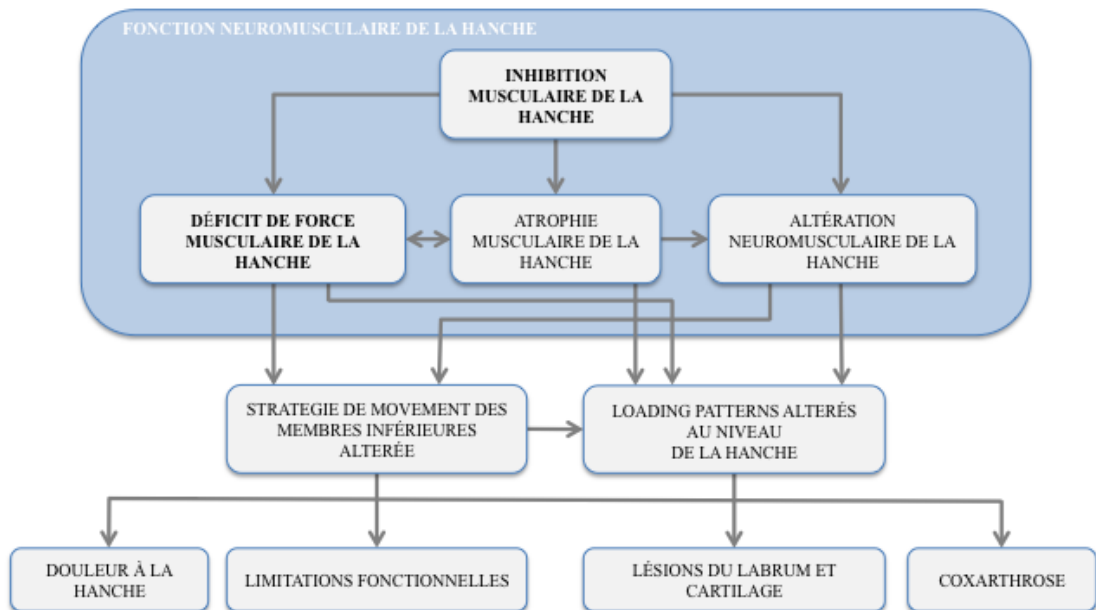 FONCTION NEUROMUSCULAIRE DE LA HANCHE
INHIBITION
MUSCULAIRE DE LA
HANCHE
DÉFICIT DE FORCE
MUSCULAIRE DE LA
HANCHE
ATROPHIE
MUSCULAIRE DE LA
HANCHE
ALTÉRATION
NEUROMUSCULAIRE DE LA
HANCHE
STRATEGIE DE MOVEMENT DES
MEMBRES INFÉRIEURES
ALTERÉE
LOADING PATTERNS ALTERÉS
AU NIVEAU
DE LA HANCHE
DOULEUR À LA
HANCHE
LIMITATIONS FONCTIONNELLES
LÉSIONS DU LABRUM ET
CARTILAGE
COXARTHROSE